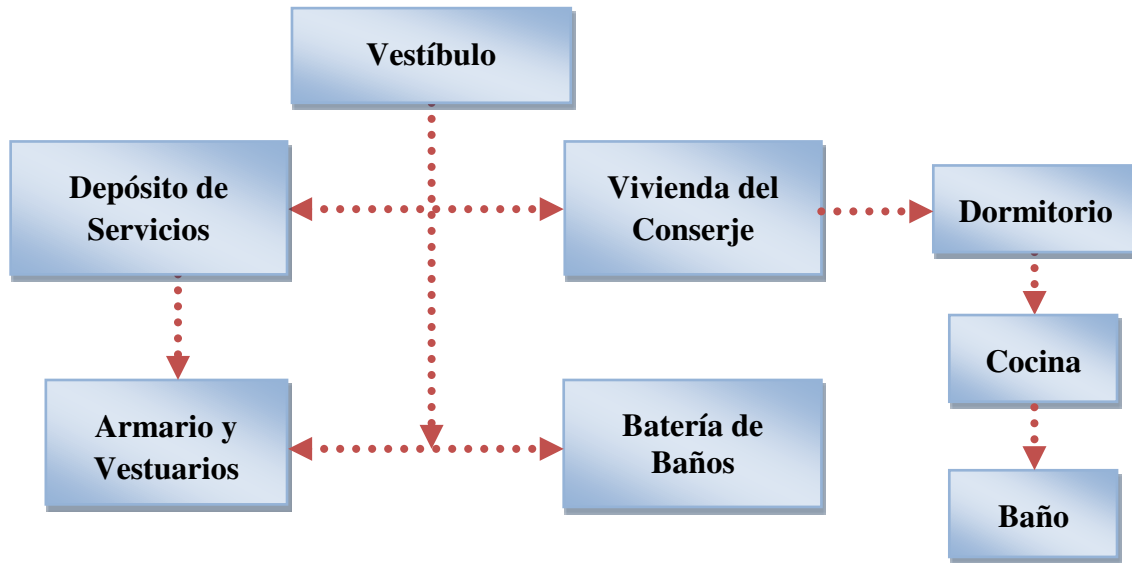 Vestíbulo
Depósito de
Servicios
Vivienda del
Conserje
Dormitorio
Cocina
Armario y
Vestuarios
Batería de
Baños
Baño